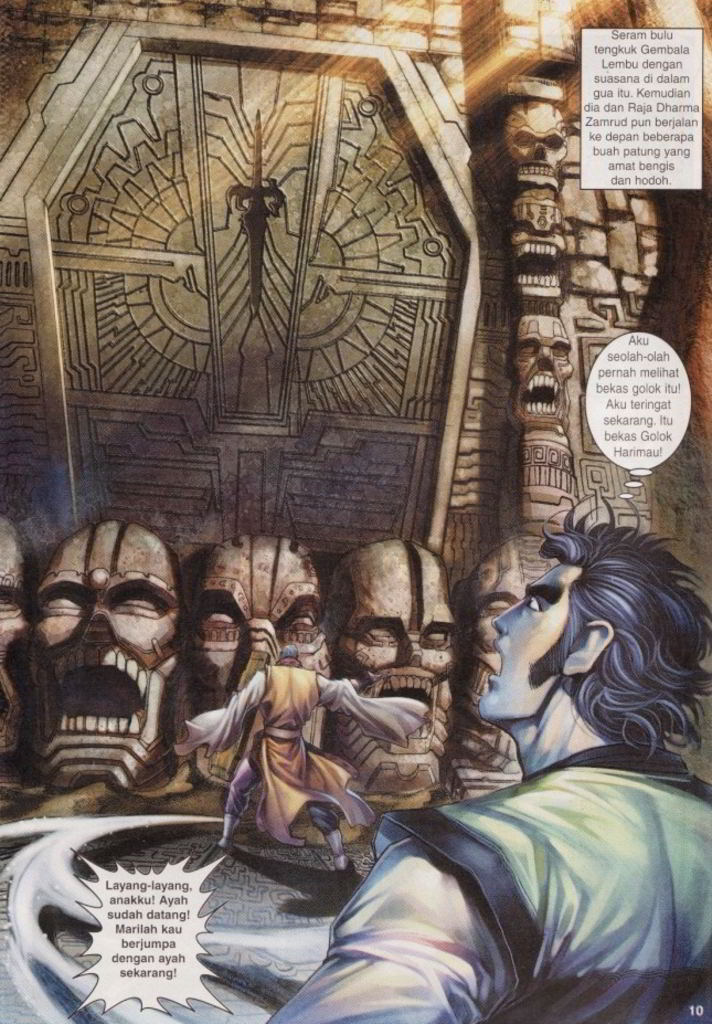 Seram bulu
tengkuk Gembala
Lembu dengan
suasana di dalam
gua itu. Kemudian
dia dan Raja Dharma
Zamrud pun berjalan
ke depan beberapa
buah patung yang
amat bengis
dan hodoh.
Aku
seolah-olah
pernah melihat
bekas golok itu!
Aku teringat
sekarang. Itu
bekas Golok
Harimau!
Layang-layang,
anakku! Ayah
sudah datang!
Marilah kau
berjumpa
dengan ayah
sekarang!
10